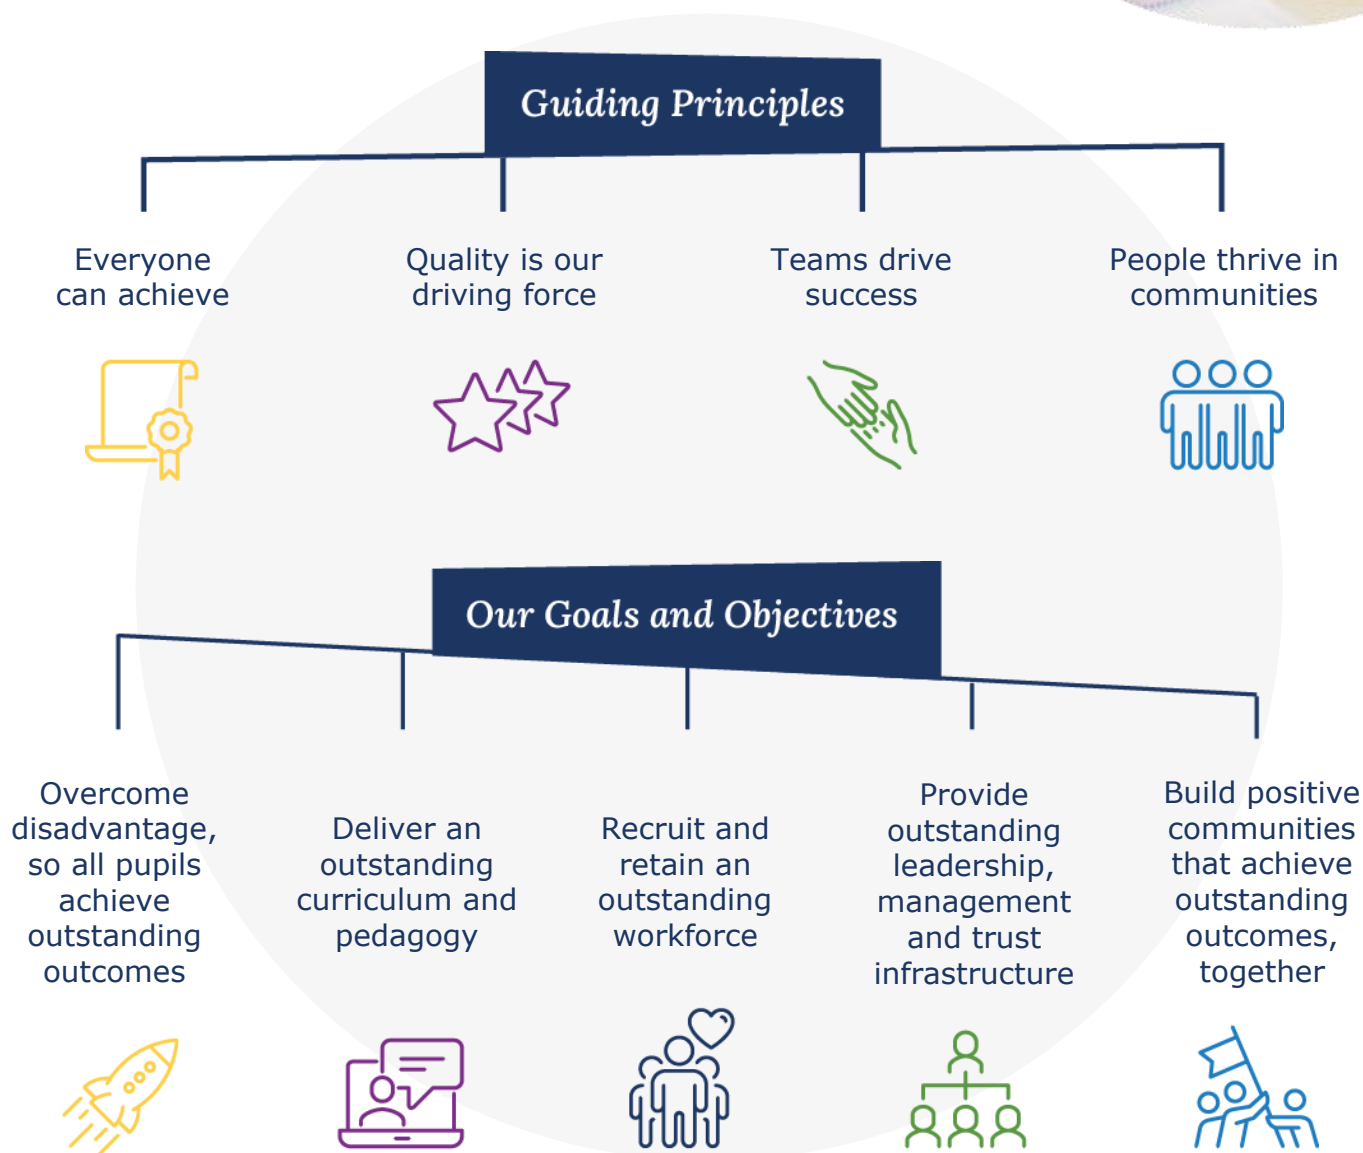 Guiding Principles
Everyone
can achieve
Quality is our
driving force
Teams drive
success
People thrive in
communities
Our Goals and Objectives
Overcome
disadvantage,
so all pupils
achieve
outstanding
outcomes
Deliver an
outstanding
curriculum and
pedagogy
Recruit and
retain an
outstanding
workforce
Provide
outstanding
leadership,
management
and trust
infrastructure
Build positive
communities
that achieve
outstanding
outcomes,
together